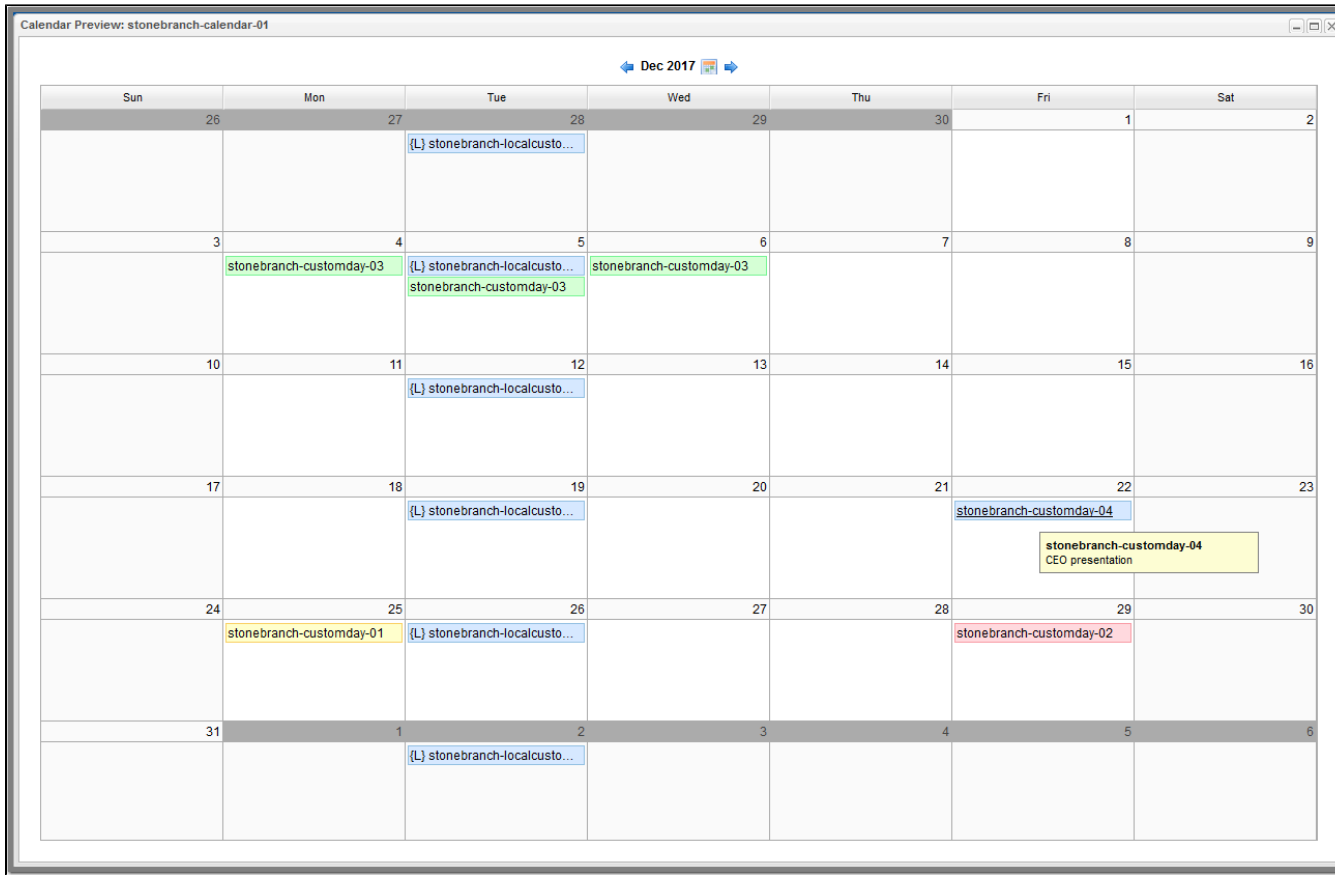 Calendar Preview: stonebranch-calendar-01
Dec 2017
Sun Mon Tue Wed Thu Fri Sat
26 27 28 29 30 1 2
{L} stonebranch-localcusto...
3 4 5 6 7 8 9
stonebranch-customday-03 {L} stonebranch-localcusto... stonebranch-customday-03
stonebranch-customday-03
10 11 12 13 14 15 16
{L} stonebranch-localcusto...
17 18 19 20 21 22 23
{L} stonebranch-localcusto... stonebranch-customday-04
stonebranch-customday-04
CEO presentation
24 25 26 27 28 29 30
stonebranch-customday-01 {L} stonebranch-localcusto... stonebranch-customday-02
31 1 2 3 4 5 6
{L} stonebranch-localcusto...